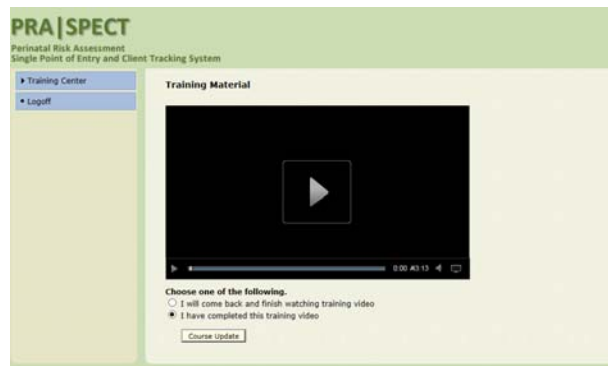 PRA|SPECT
Perinatal Risk Assessment
Single Point of Entry and Client Tracking System
Training Center
Logoff
Training Material
0:00
Choose one of the following.
I will come back and finish watching training video
I have completed this training video
Course Update